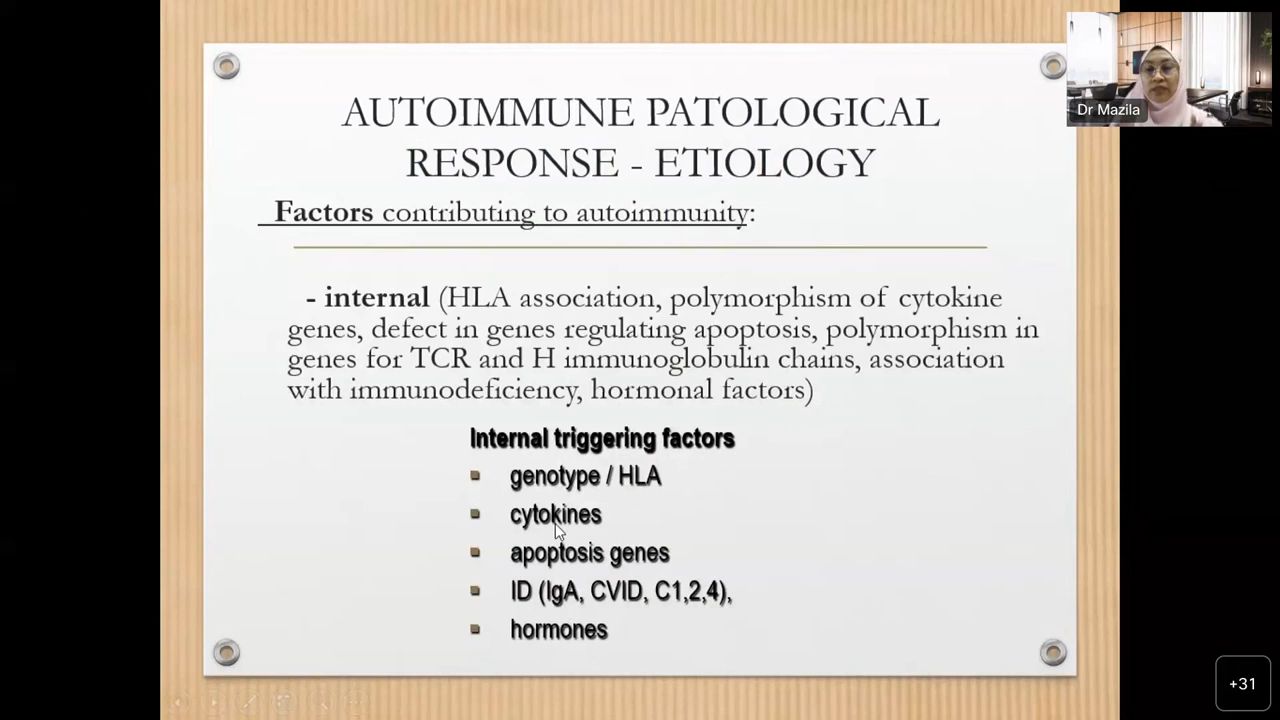 AUTOIMMUNE PATOLOGICAL
RESPONSE - ETIOLOGY
Factors contributing to autoimmunity:
- internal (HLA association, polymorphism of cytokine
genes, defect in genes regulating apoptosis, polymorphism in
genes for TCR and H immunoglobulin chains, association
with immunodeficiency, hormonal factors)
Internal triggering factors
genotype / HLA
cytokines
apoptosis genes
ID (IgA, CVID, C1,2,4),
hormones
Dr Mazila
+31